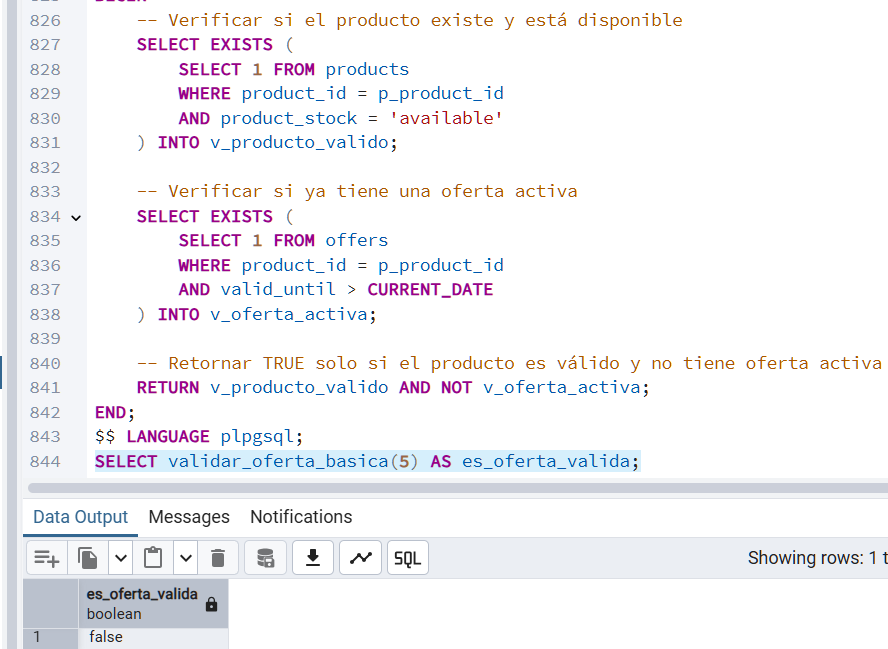 826 -- Verificar si el producto existe y está disponible
827 SELECT EXISTS (
828 SELECT 1 FROM products
829 WHERE product_id = p_product_id
830 AND product_stock = 'available'
831 ) INTO v_producto_valido;
832
833 -- Verificar si ya tiene una oferta activa
834 SELECT EXISTS (
835 SELECT 1 FROM offers
836 WHERE product_id = p_product_id
837 AND valid_until > CURRENT_DATE
838 ) INTO v_oferta_activa;
839
840 -- Retornar TRUE solo si el producto es válido y no tiene oferta activa
841 RETURN v_producto_valido AND NOT v_oferta_activa;
842 END;
843 $$ LANGUAGE plpgsql;
844 SELECT validar_oferta_basica(5) AS es_oferta_valida;
Data Output Messages Notifications
SQL Showing rows: 1 t
es_oferta_valida
boolean
1 false